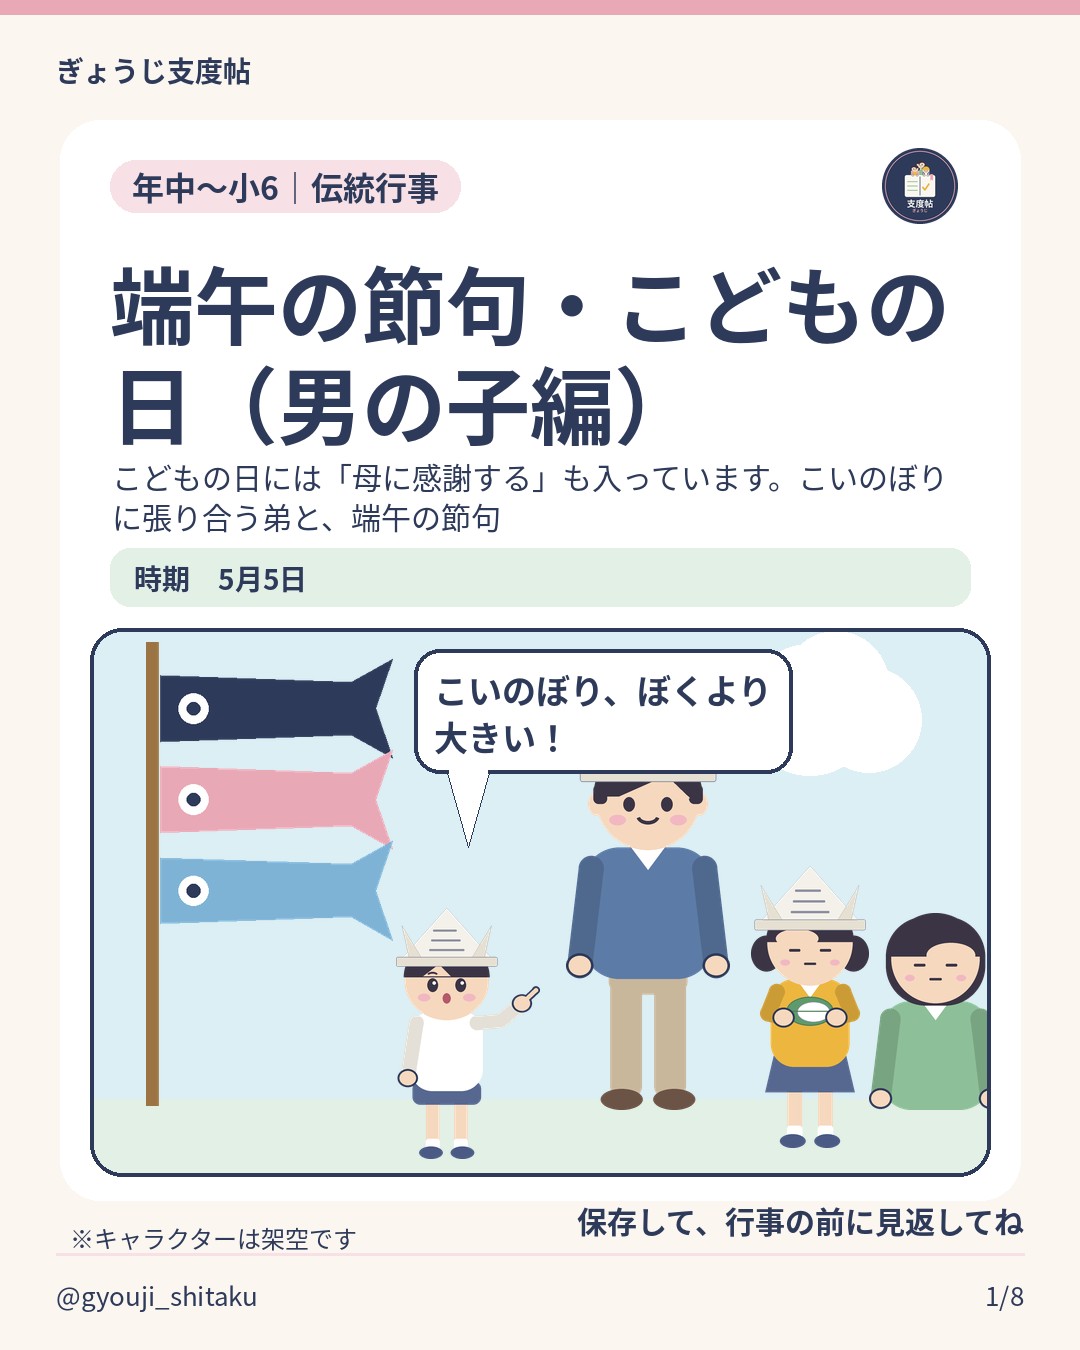 ぎょうじ支度帖
年中〜小6｜伝統行事
支度帖
ぎょうじ
端午の節句・こどもの
日（男の子編）
こどもの日には「母に感謝する」も入っています。こいのぼり
に張り合う弟と、端午の節句
時期　5月5日
こいのぼり、ぼくより
大きい！
※キャラクターは架空です
保存して、行事の前に見返してね
@gyouji_shitaku
1/8